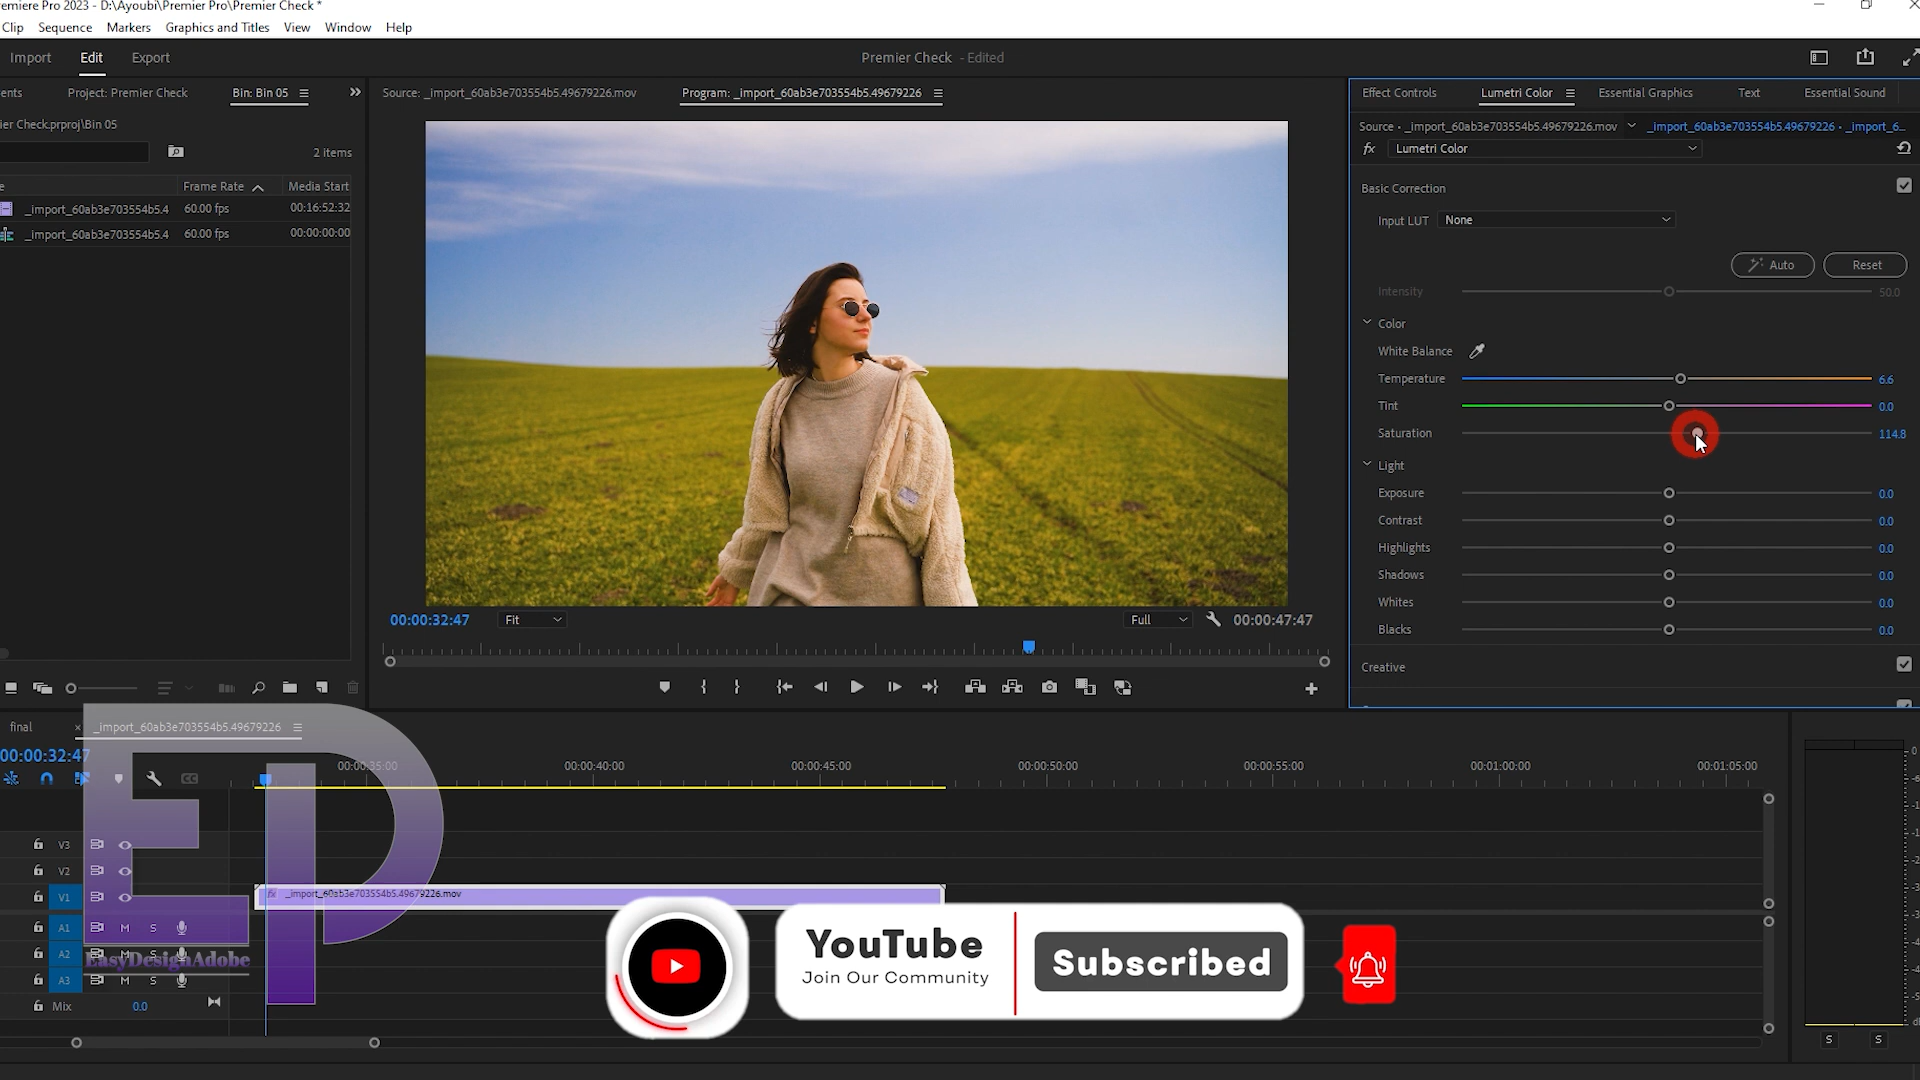 remiere Pro 2023 - D:\Ayoubi\Premier Pro\Premier Check *
Clip Sequence Markers Graphics and Titles View Window Help
Import Edit Export
Premier Check - Edited
ents Project: Premier Check Bin: Bin 05
Source: _import_60ab3e703554b5.49679226.mov
Program: _import_60ab3e703554b5.49679226
Effect Controls Lumetri Color Essential Graphics Text Essential Sound
ier Check.prproj\Bin 05
Source • _import_60ab3e703554b5.49679226.mov
_import_60ab3e703554b5.49679226 • _import_6...
fx Lumetri Color
2 items
e Frame Rate Media Start
_import_60ab3e703554b5.4 60.00 fps 00:16:52:32
_import_60ab3e703554b5.4 60.00 fps 00:00:00:00
Basic Correction
Input LUT None
Auto Reset
Intensity 50.0
Color
White Balance
Temperature 6.6
Tint 0.0
Saturation 114.8
Light
Exposure 0.0
Contrast 0.0
Highlights 0.0
Shadows 0.0
Whites 0.0
Blacks 0.0
Creative
00:00:32:47 Fit Full 00:00:47:47
final × _import_60ab3e703554b5.49679226
00:00:32:47
00:00:35:00 00:00:40:00 00:00:45:00 00:00:50:00 00:00:55:00 00:01:00:00 00:01:05:00
V3
V2
V1 fx _import_60ab3e703554b5.49679226.mov
A1 M S
A2 M S
A3 M S
Mix 0.0
EasyDesignAdobe
YouTube
Join Our Community
Subscribed
S S